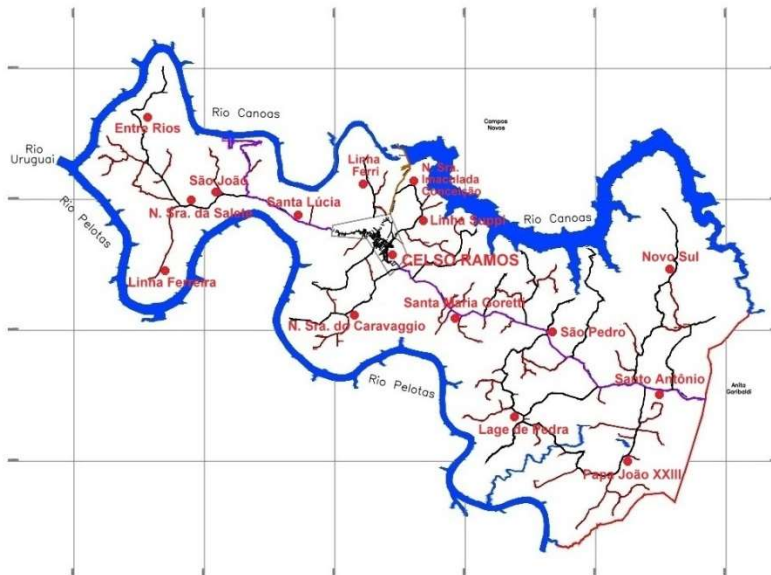 Rio Canoas
Campos
Novos
Entre Rios
Rio
Uruguai
Linha
Ferri
N. Sra.
Imaculada
Conceição
São João
N. Sra. da Salete
Santa Lúcia
Linha Suppi
Rio Canoas
Rio Pelotas
CELSO RAMOS
Novo Sul
Linha Ferreira
Santa Maria Goretti
N. Sra. do Caravaggio
São Pedro
Rio Pelotas
Santo Antônio
Anita
Garibaldi
Lage de Pedra
Papa João XXIII